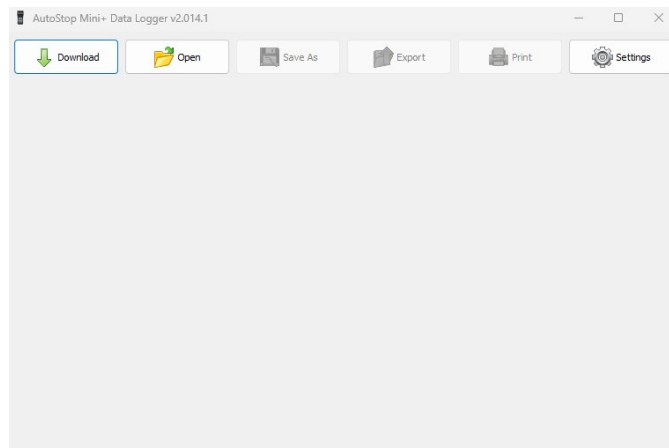 AutoStop Mini+ Data Logger v2.014.1
Download Open Save As Export Print Settings